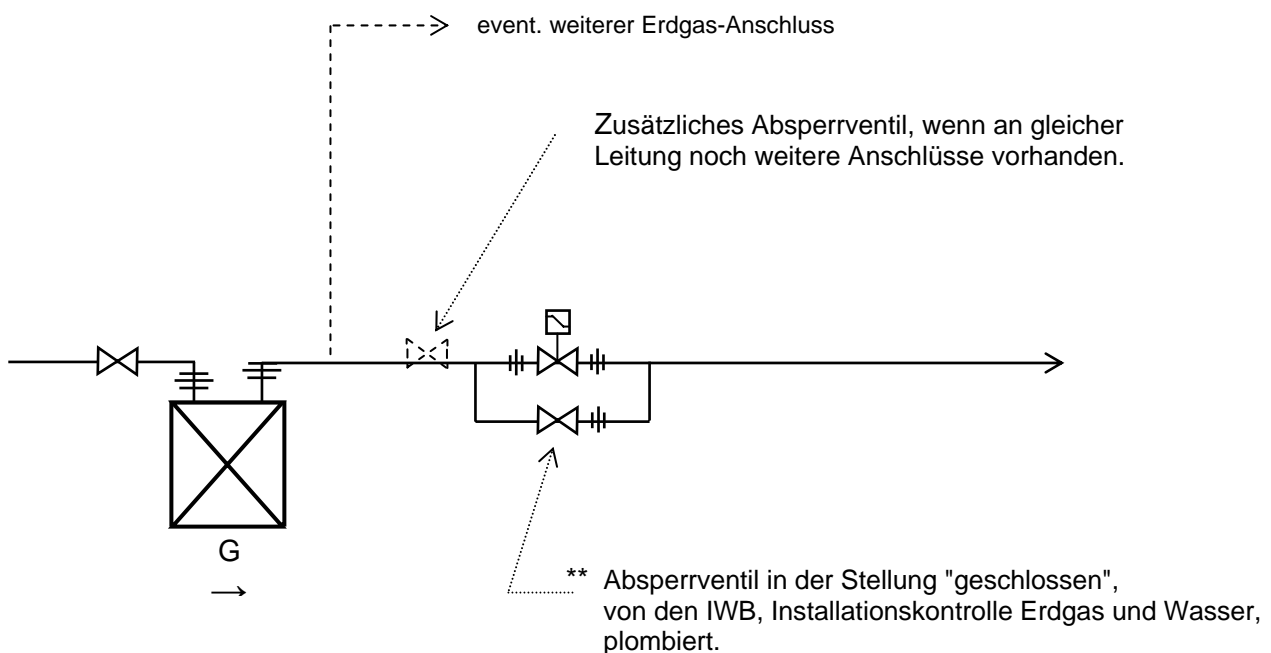 event. weiterer Erdgas-Anschluss
Zusätzliches Absperrventil, wenn an gleicher
Leitung noch weitere Anschlüsse vorhanden.
G
** Absperrventil in der Stellung "geschlossen",
von den IWB, Installationskontrolle Erdgas und Wasser,
plombiert.